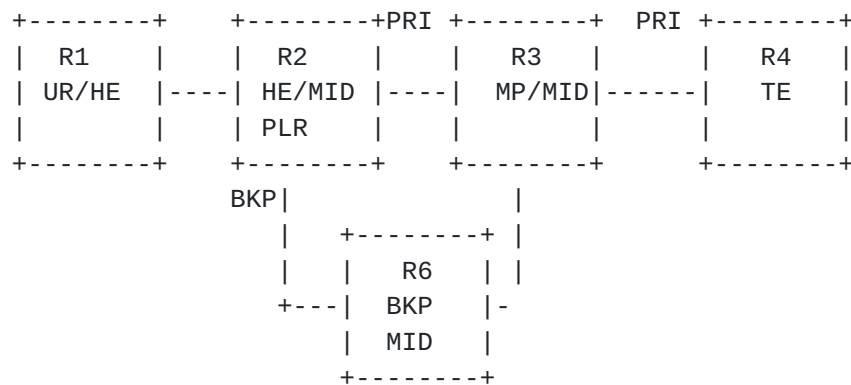 +--------+ +--------+PRI +--------+ PRI +--------+
| R1 | | R2 | | R3 | | R4 |
| UR/HE |----| HE/MID |----| MP/MID|------| TE |
| | | PLR | | | | |
+--------+ +--------+ +--------+ +--------+
BKP| |
| +--------+ |
| | R6 | |
+---| BKP |-
| MID |
+--------+